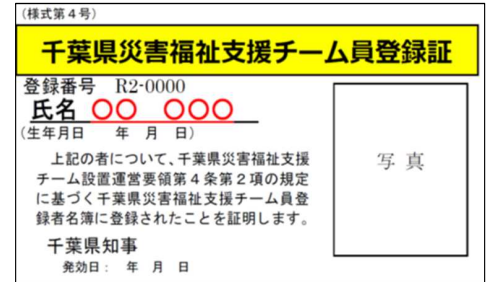 （様式第４号）
千葉県災害福祉支援チーム員登録証
登録番号　R2-0000
氏名 〇〇　〇〇〇
（生年月日　　年　月　日）
上記の者について、千葉県災害福祉支援
チーム設置運営要領第４条第２項の規定
に基づく千葉県災害福祉支援チーム員登
録者名簿に登録されたことを証明します。
千葉県知事
発効日：　年　月　日
写 真